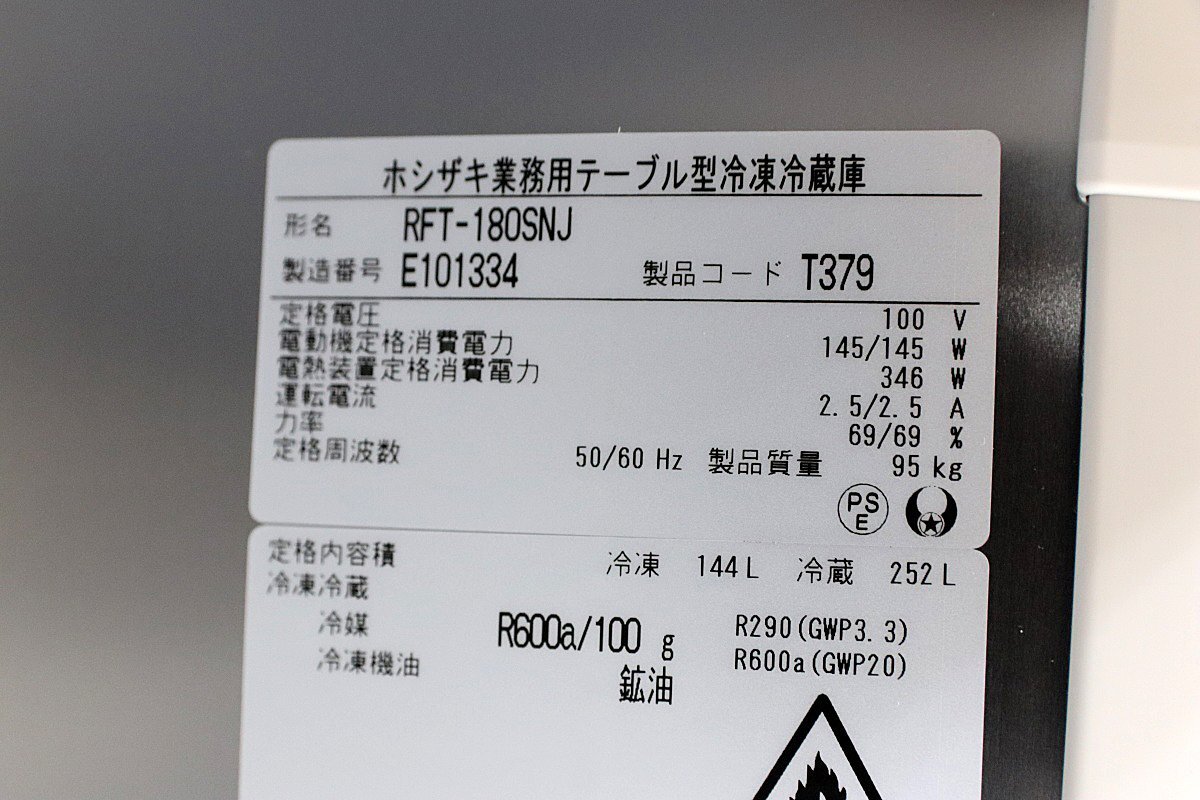 ホシザキ業務用テーブル型冷凍冷蔵庫
形名 RFT-180SNJ
製造番号 E101334 製品コード T379
定格電圧 100 V
電動機定格消費電力 145/145 W
電熱装置定格消費電力 346 W
運転電流 2.5/2.5 A
力率 69/69 %
定格周波数 50/60 Hz 製品質量 95 kg
PS
E
定格内容積 冷凍 144L 冷蔵 252L
冷凍冷蔵
冷媒 R600a/100 g R290(GWP3.3)
冷凍機油 鉱油 R600a(GWP20)